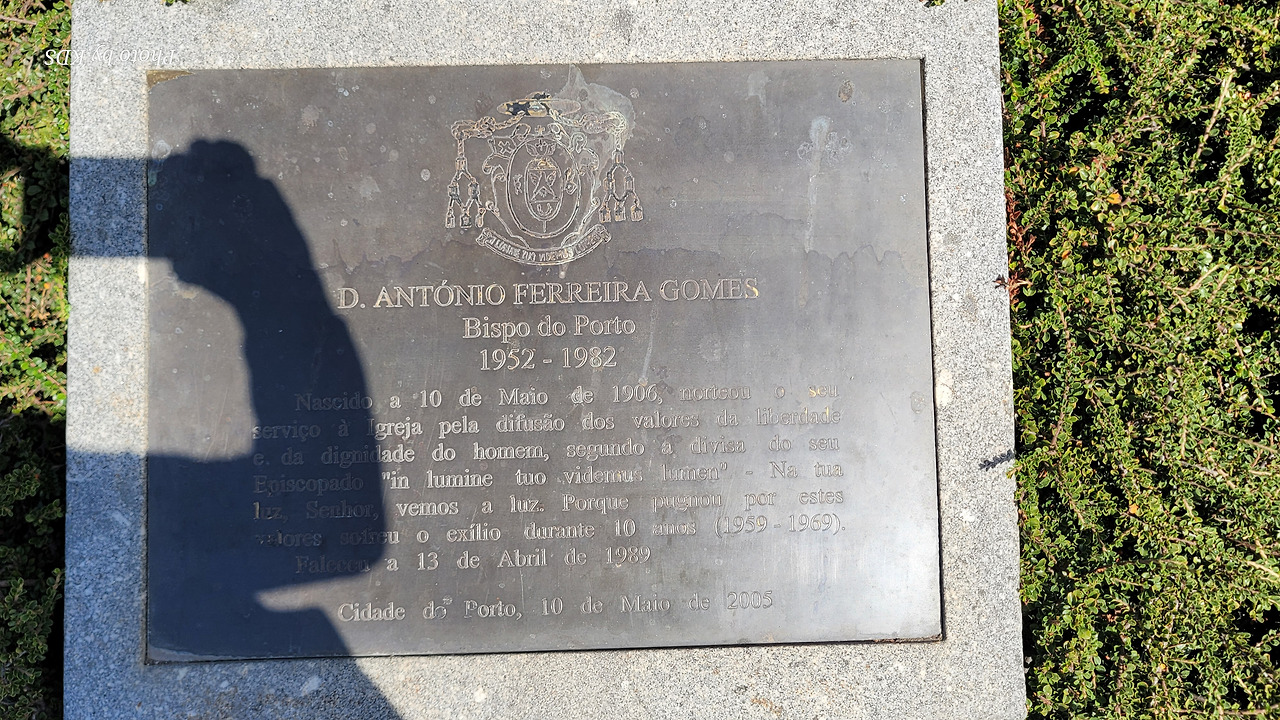 Photo by KDS
D. ANTÓNIO FERREIRA GOMES
Bispo do Porto
1952 - 1982
Nascido a 10 de Maio de 1906, norteou o seu
serviço à Igreja pela difusão dos valores da liberdade
e da dignidade do homem, segundo a divisa do seu
Episcopado "in lumine tuo videmus lumen" - Na tua
luz, Senhor, vemos a luz. Porque pugnou por estes
valores sofreu o exílio durante 10 anos (1959 - 1969).
Faleceu a 13 de Abril de 1989
Cidade do Porto, 10 de Maio de 2005